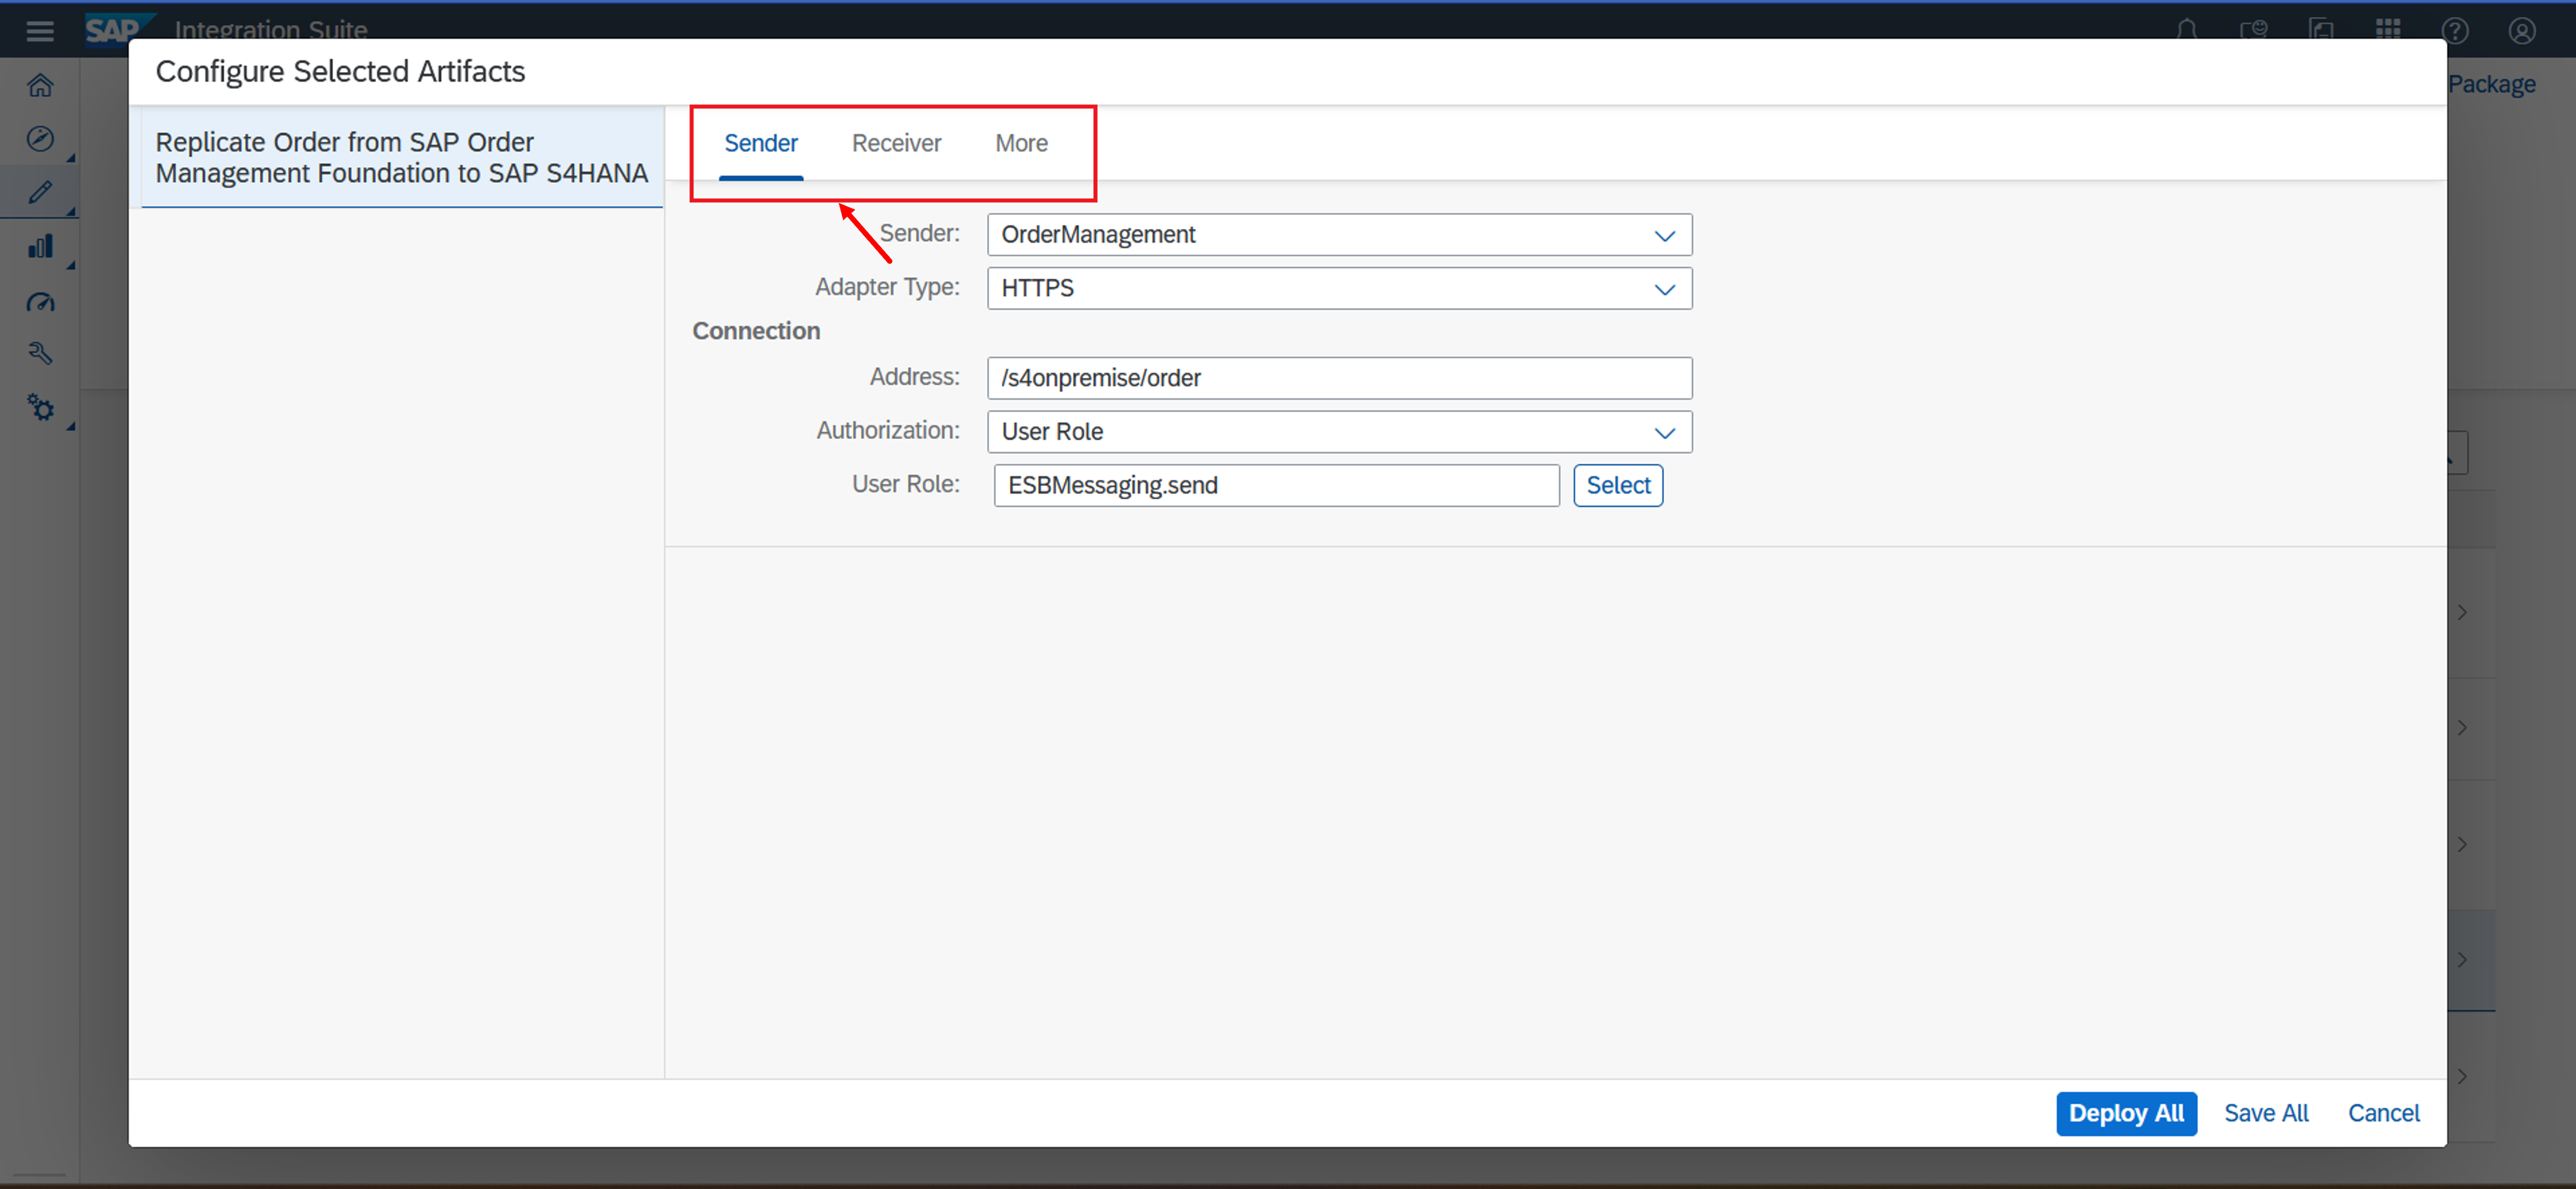 SAP Integration Suite
Package
Configure Selected Artifacts
Replicate Order from SAP Order
Management Foundation to SAP S4HANA
Sender Receiver More
Sender: OrderManagement
Adapter Type: HTTPS
Connection
Address: /s4onpremise/order
Authorization: User Role
User Role: ESBMessaging.send Select
Deploy All Save All Cancel